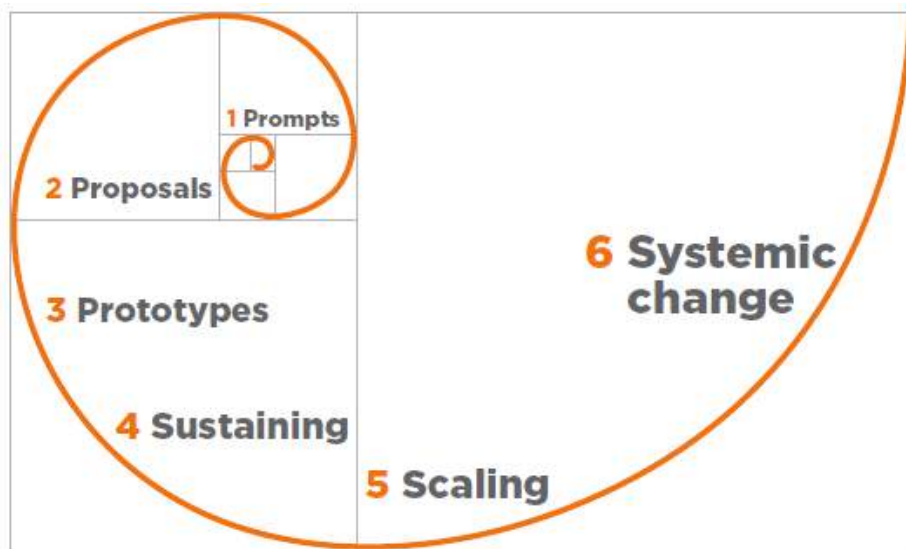 1 Prompts
2 Proposals
3 Prototypes
4 Sustaining
5 Scaling
6 Systemic
change